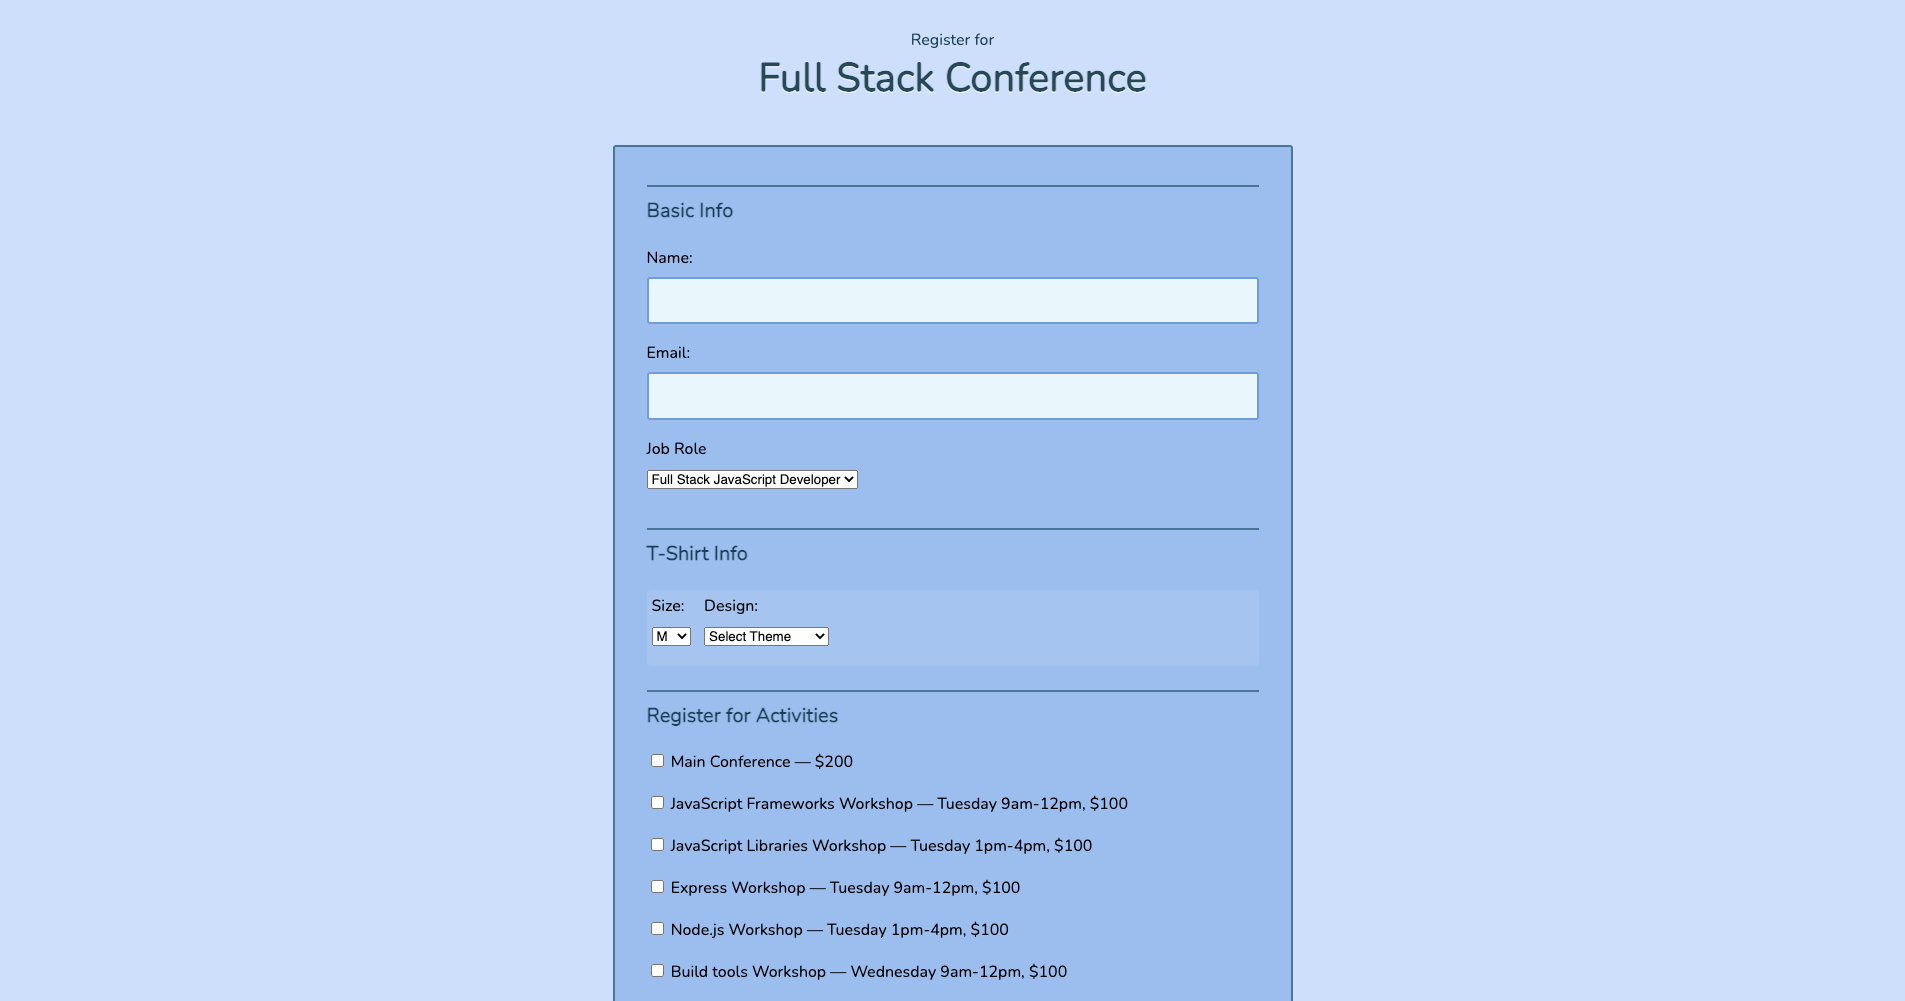 Register for
Full Stack Conference
Basic Info
Name:
Email:
Job Role
Full Stack JavaScript Developer
T-Shirt Info
Size: Design:
M Select Theme
Register for Activities
Main Conference — $200
JavaScript Frameworks Workshop — Tuesday 9am-12pm, $100
JavaScript Libraries Workshop — Tuesday 1pm-4pm, $100
Express Workshop — Tuesday 9am-12pm, $100
Node.js Workshop — Tuesday 1pm-4pm, $100
Build tools Workshop — Wednesday 9am-12pm, $100